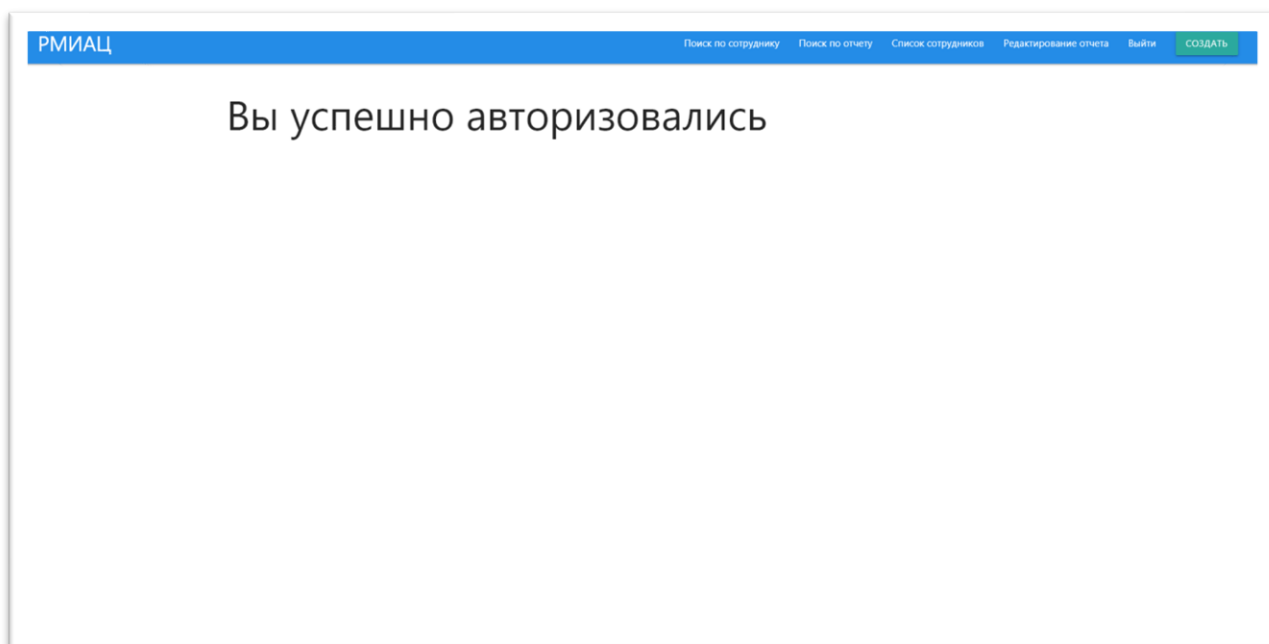 РМИАЦ Поиск по сотруднику Поиск по отчету Список сотрудников Редактирование отчета Выйти СОЗДАТЬ
Вы успешно авторизовались